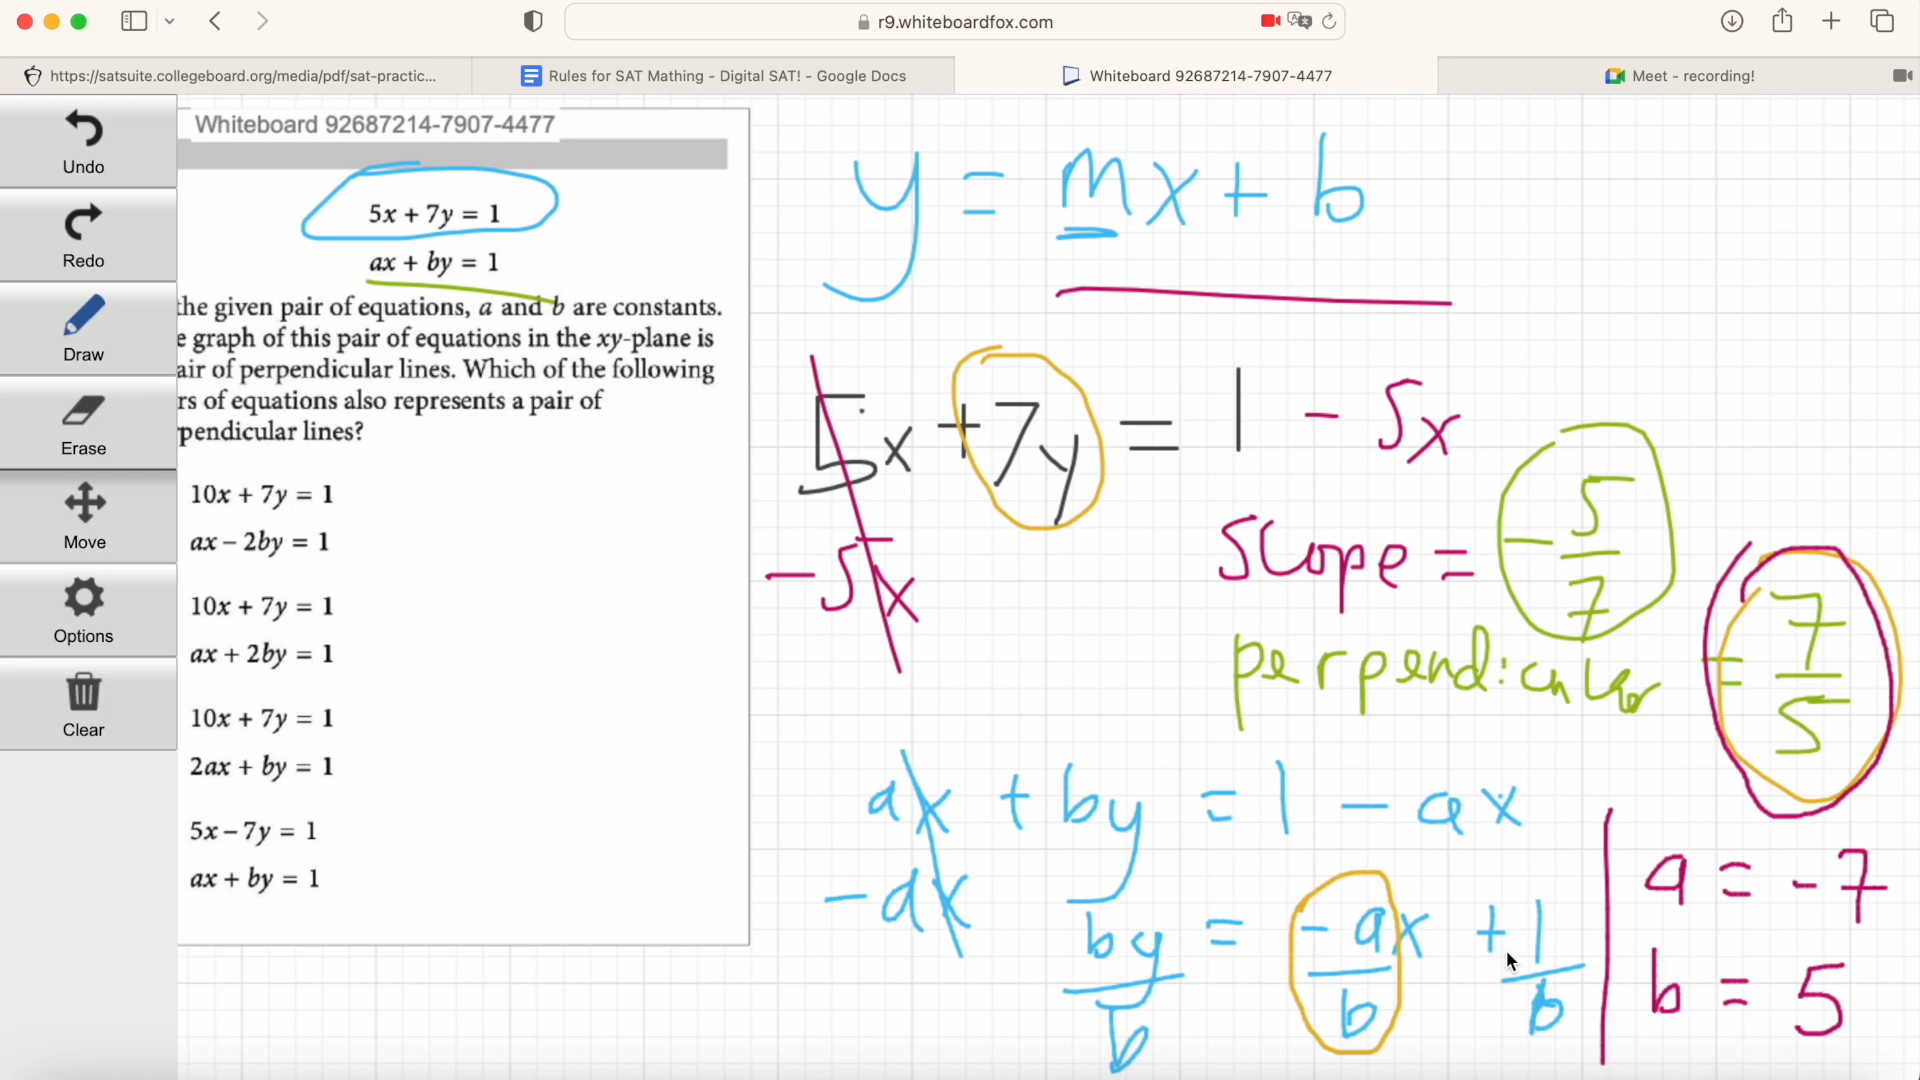 r9.whiteboardfox.com
https://satsuite.collegeboard.org/media/pdf/sat-practic...
Rules for SAT Mathing - Digital SAT! - Google Docs
Whiteboard 92687214-7907-4477
Meet - recording!
Undo
Redo
Draw
Erase
Move
Options
Clear
Whiteboard 92687214-7907-4477
5x + 7y = 1
ax + by = 1
the given pair of equations, a and b are constants.
e graph of this pair of equations in the xy-plane is
air of perpendicular lines. Which of the following
rs of equations also represents a pair of
pendicular lines?
10x + 7y = 1
ax – 2by = 1
10x + 7y = 1
ax + 2by = 1
10x + 7y = 1
2ax + by = 1
5x – 7y = 1
ax + by = 1
y = mx + b
5x + 7y = 1 - 5x
- 5x
slope = - 5/7
perpendicular = 7/5
ax + by = 1 - ax
- ax
by/b = -ax/b + 1/b
a = -7
b = 5